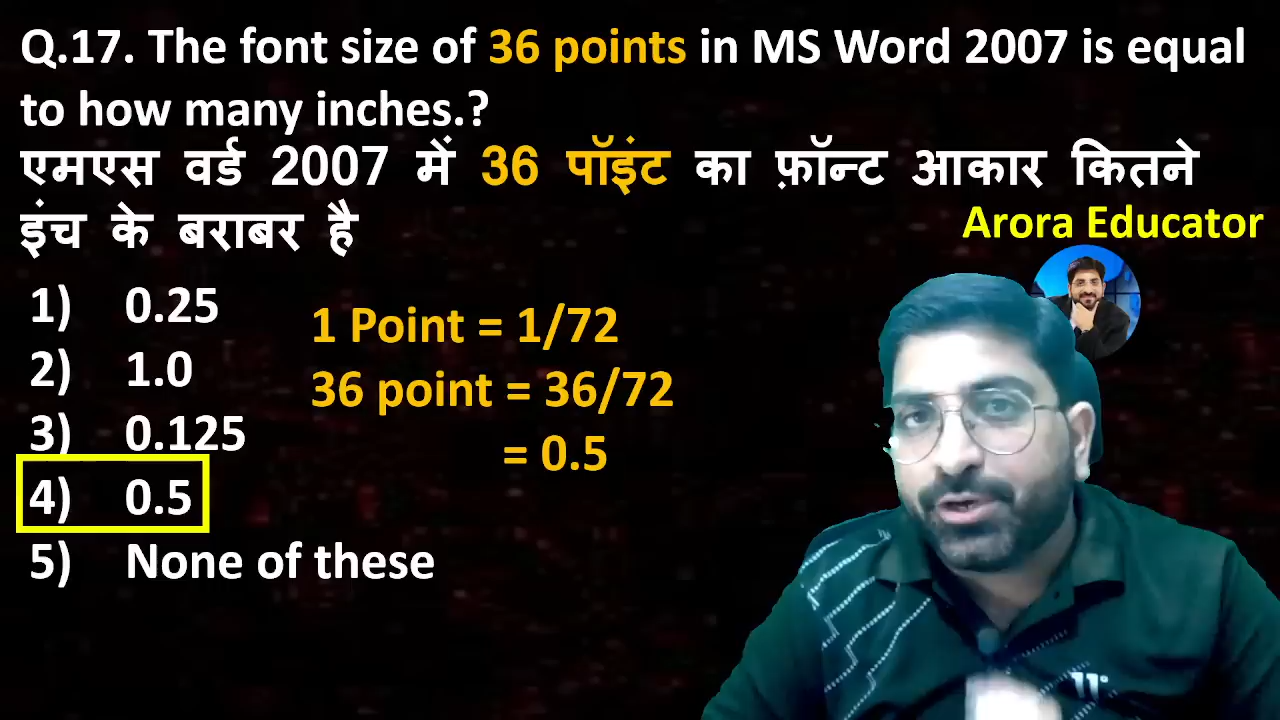 Q.17. The font size of 36 points in MS Word 2007 is equal
to how many inches.?
एमएस वर्ड 2007 में 36 पॉइंट का फ़ॉन्ट आकार कितने
इंच के बराबर है
Arora Educator
1) 0.25
2) 1.0
3) 0.125
4) 0.5
5) None of these
1 Point = 1/72
36 point = 36/72
= 0.5